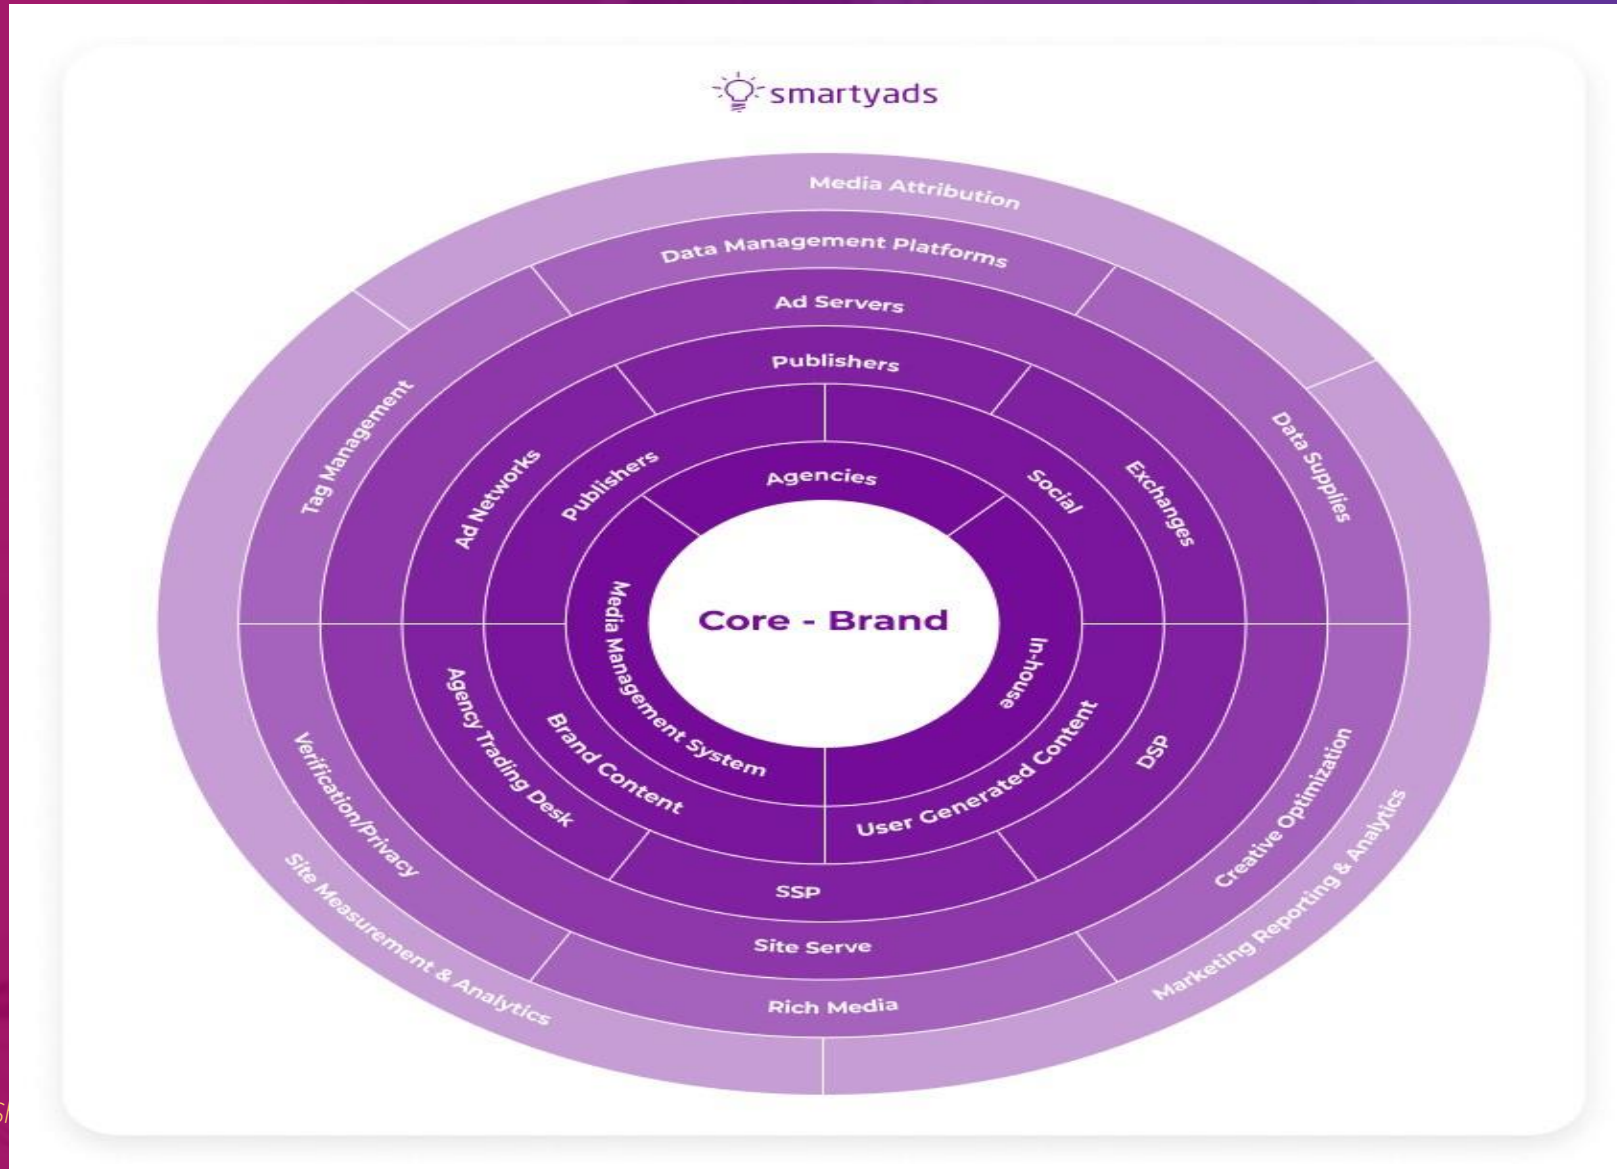 smartyads
Media Attribution
Data Management Platforms
Ad Servers
Publishers
Tag Management
Data Supplies
Ad Networks
Publishers
Agencies
Social
Exchanges
Core - Brand
Media Management System
In-house
Agency Trading Desk
Brand Content
User Generated Content
DSP
Verification/Privacy
Creative Optimization
Site Measurement & Analytics
Marketing Reporting & Analytics
SSP
Site Serve
Rich Media